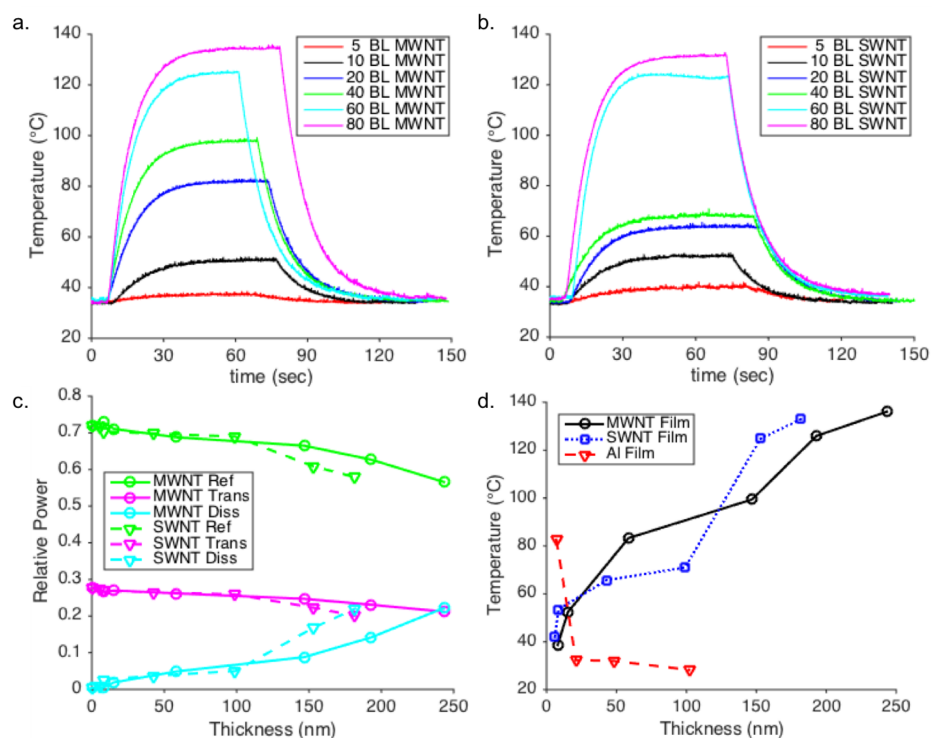 a.
140
120
100
80
60
40
20
Temperature (°C)
0
30
60
90
120
150
time (sec)
5 BL MWNT
10 BL MWNT
20 BL MWNT
40 BL MWNT
60 BL MWNT
80 BL MWNT
b.
140
120
100
80
60
40
20
Temperature (°C)
0
30
60
90
120
150
time (sec)
5 BL SWNT
10 BL SWNT
20 BL SWNT
40 BL SWNT
60 BL SWNT
80 BL SWNT
c.
0.8
0.7
0.6
0.5
0.4
0.3
0.2
0.1
0
Relative Power
0
50
100
150
200
250
Thickness (nm)
MWNT Ref
MWNT Trans
MWNT Diss
SWNT Ref
SWNT Trans
SWNT Diss
d.
140
120
100
80
60
40
20
Temperature (°C)
0
50
100
150
200
250
Thickness (nm)
MWNT Film
SWNT Film
Al Film